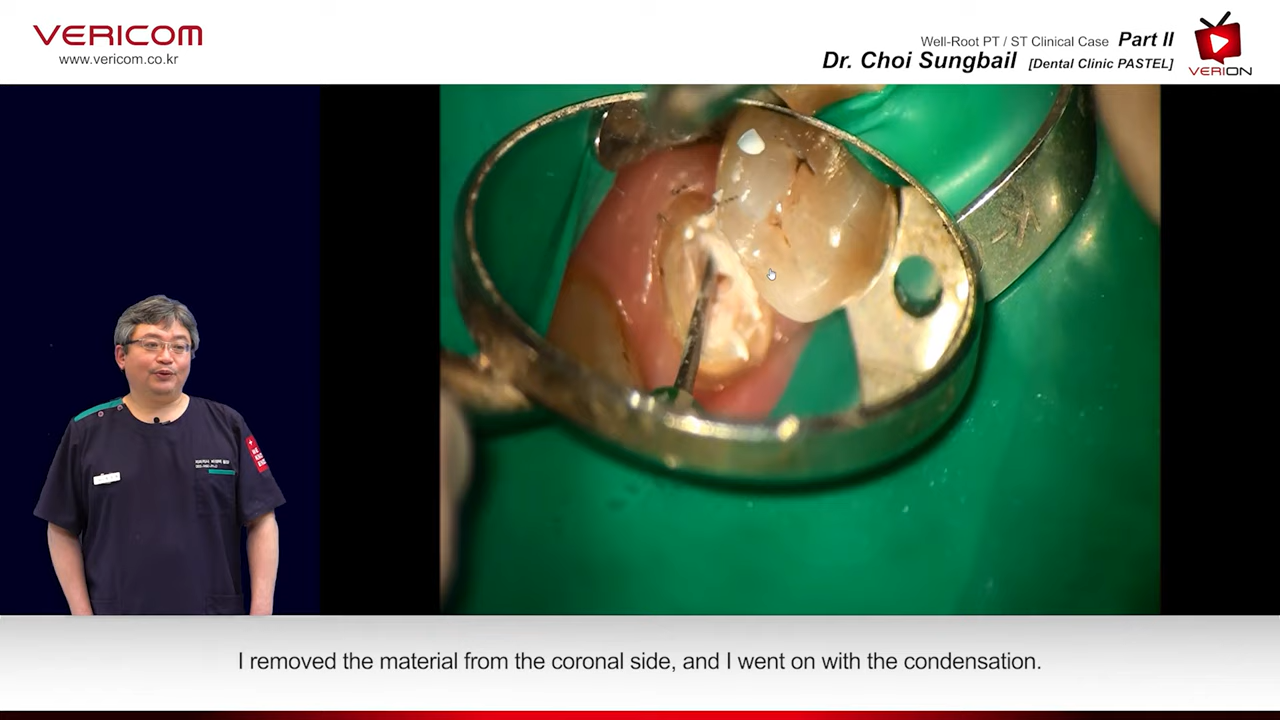 VERICOM
www.vericom.co.kr
Well-Root PT / ST Clinical Case Part II
Dr. Choi Sungbail [Dental Clinic PASTEL]
VERION
I removed the material from the coronal side, and I went on with the condensation.